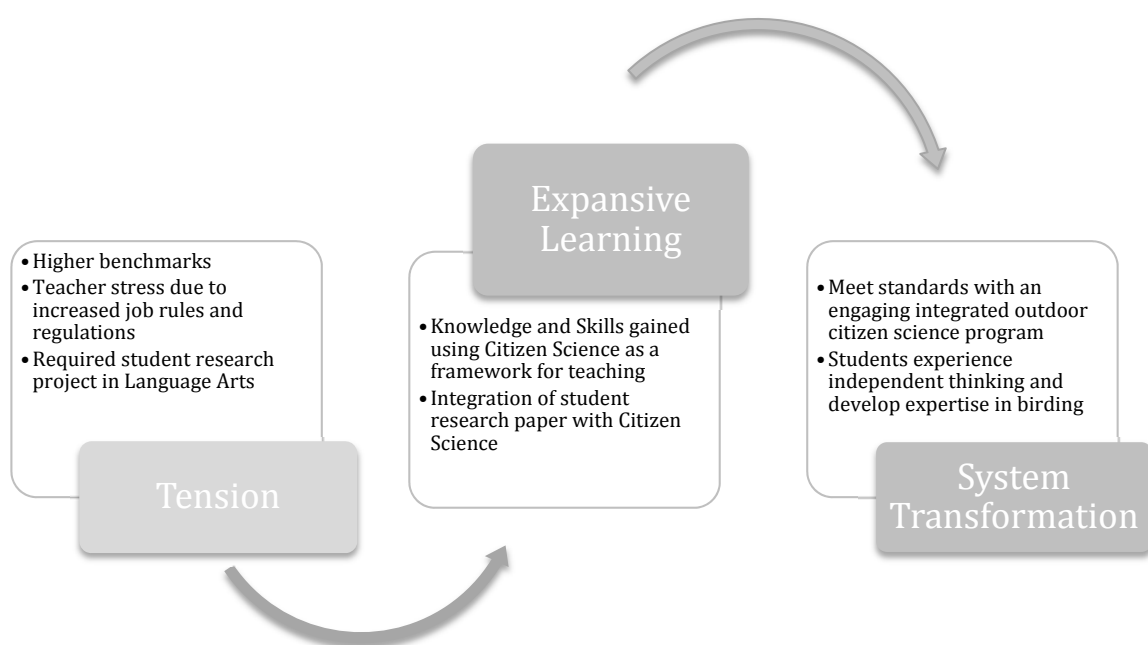 • Higher benchmarks
• Teacher stress due to
increased job rules and
regulations
• Required student research
project in Language Arts
Tension
Expansive
Learning
• Knowledge and Skills gained
using Citizen Science as a
framework for teaching
• Integration of student
research paper with Citizen
Science
• Meet standards with an
engaging integrated outdoor
citizen science program
• Students experience
independent thinking and
develop expertise in birding
System
Transformation